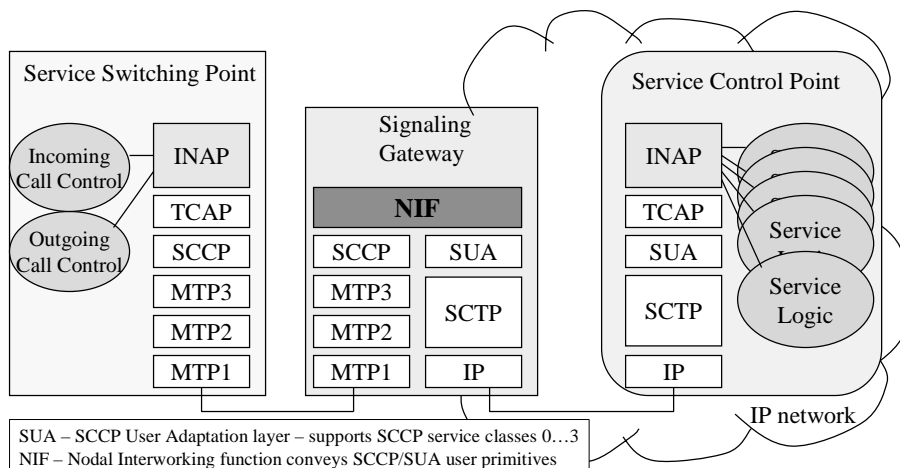 Service Switching Point
Incoming
Call Control
Outgoing
Call Control
INAP
TCAP
SCCP
MTP3
MTP2
MTP1
Signaling
Gateway
NIF
SCCP
MTP3
MTP2
MTP1
SUA
SCTP
IP
Service Control Point
INAP
TCAP
SUA
SCTP
IP
Service
Service
Logic
IP network
SUA – SCCP User Adaptation layer – supports SCCP service classes 0…3
NIF – Nodal Interworking function conveys SCCP/SUA user primitives